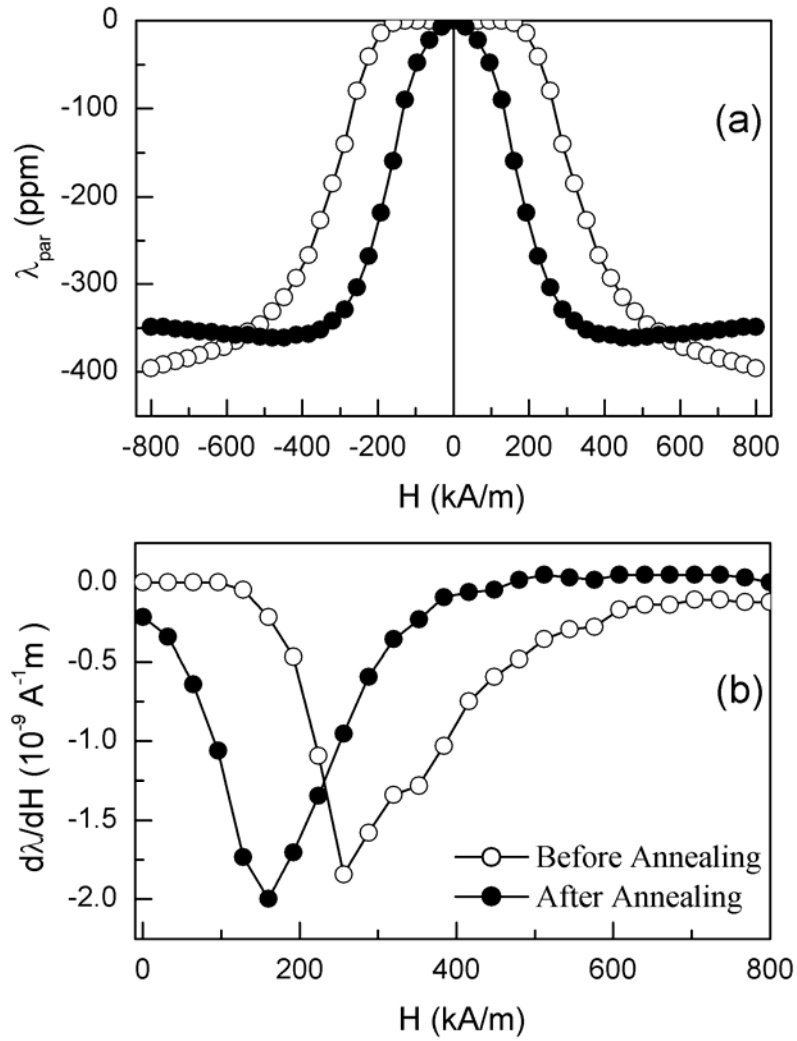 0
-100
-200
-300
-400
λpar (ppm)
(a)
-800 -600 -400 -200 0 200 400 600 800
H (kA/m)
0.0
-0.5
-1.0
-1.5
-2.0
dλ/dH (10-9 A-1m)
(b)
Before Annealing
After Annealing
0 200 400 600 800
H (kA/m)